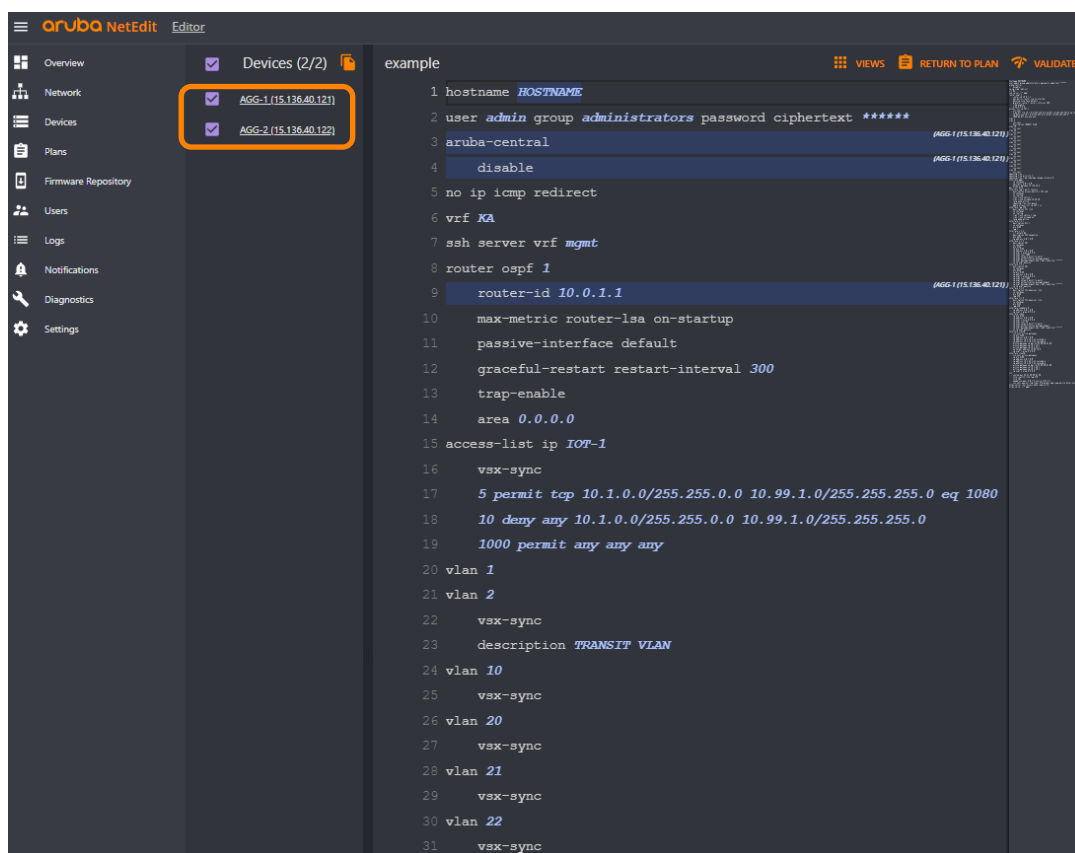 aruba NetEdit Editor
Overview
Network
Devices
Plans
Firmware Repository
Users
Logs
Notifications
Diagnostics
Settings
Devices (2/2)
AGG-1 (15.136.40.121)
AGG-2 (15.136.40.122)
example
VIEWS RETURN TO PLAN VALIDATE
1 hostname HOSTNAME
2 user admin group administrators password ciphertext ******
3 aruba-central (AGG-1 (15.136.40.121))
4 disable (AGG-1 (15.136.40.121))
5 no ip icmp redirect
6 vrf KA
7 ssh server vrf mgmt
8 router ospf 1
9 router-id 10.0.1.1 (AGG-1 (15.136.40.121))
10 max-metric router-lsa on-startup
11 passive-interface default
12 graceful-restart restart-interval 300
13 trap-enable
14 area 0.0.0.0
15 access-list ip IOT-1
16 vsx-sync
17 5 permit tcp 10.1.0.0/255.255.0.0 10.99.1.0/255.255.255.0 eq 1080
18 10 deny any 10.1.0.0/255.255.0.0 10.99.1.0/255.255.255.0
19 1000 permit any any any
20 vlan 1
21 vlan 2
22 vsx-sync
23 description TRANSIT VLAN
24 vlan 10
25 vsx-sync
26 vlan 20
27 vsx-sync
28 vlan 21
29 vsx-sync
30 vlan 22
31 vsx-sync